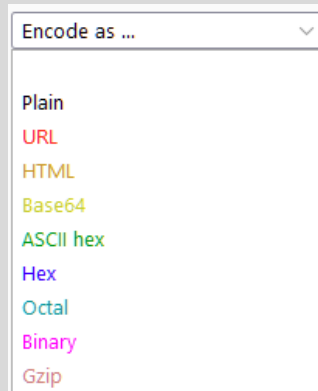 Encode as ...
Plain
URL
HTML
Base64
ASCII hex
Hex
Octal
Binary
Gzip